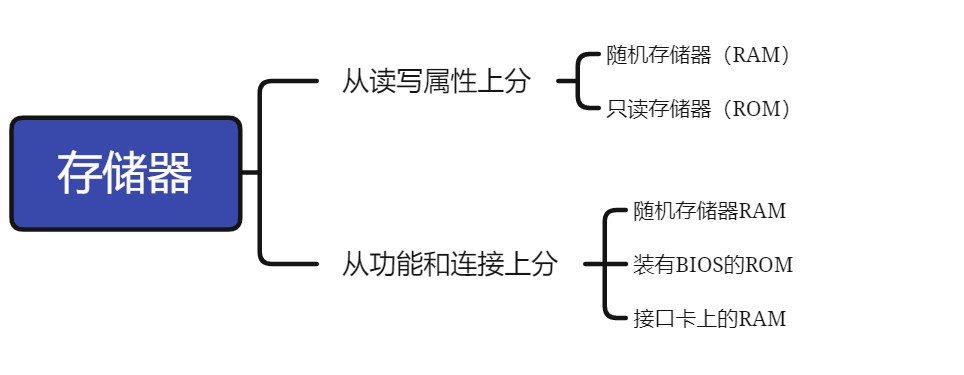 存储器
从读写属性上分
随机存储器（RAM）
只读存储器（ROM）
从功能和连接上分
随机存储器RAM
装有BIOS的ROM
接口卡上的RAM